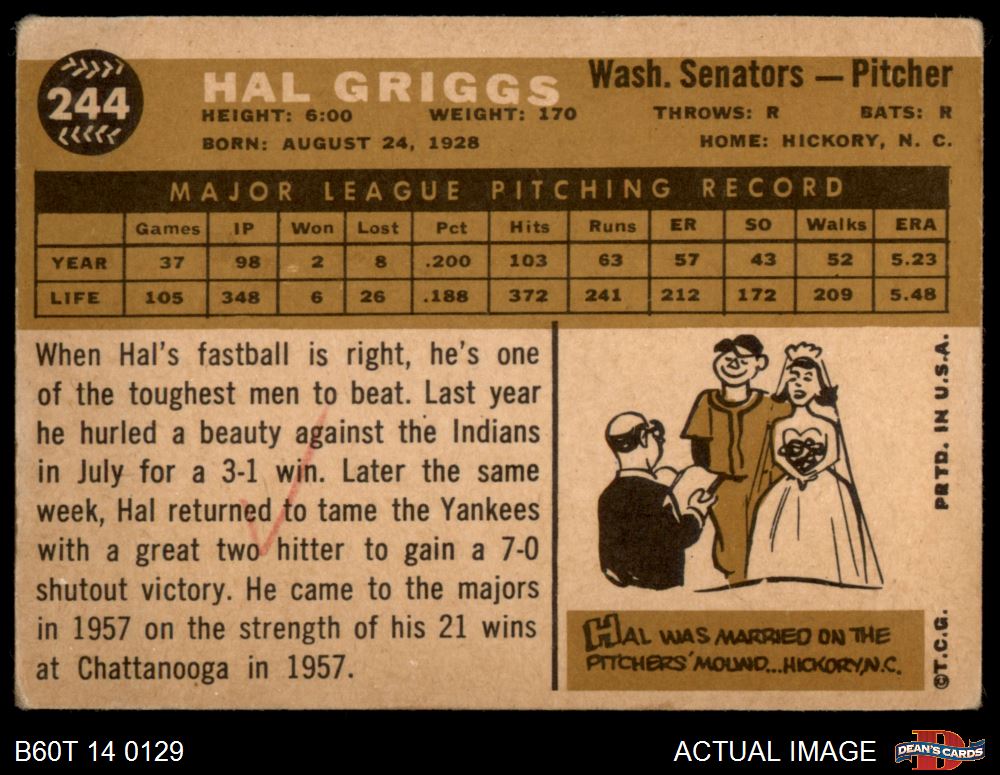 244
HAL GRIGGS
Wash. Senators — Pitcher
HEIGHT: 6:00 WEIGHT: 170 THROWS: R BATS: R
BORN: AUGUST 24, 1928 HOME: HICKORY, N. C.
MAJOR LEAGUE PITCHING RECORD
Games IP Won Lost Pct Hits Runs ER SO Walks ERA
YEAR 37 98 2 8 .200 103 63 57 43 52 5.23
LIFE 105 348 6 26 .188 372 241 212 172 209 5.48
When Hal's fastball is right, he's one
of the toughest men to beat. Last year
he hurled a beauty against the Indians
in July for a 3-1 win. Later the same
week, Hal returned to tame the Yankees
with a great two hitter to gain a 7-0
shutout victory. He came to the majors
in 1957 on the strength of his 21 wins
at Chattanooga in 1957.
HAL WAS MARRIED ON THE
PITCHERS' MOUND...HICKORY, N.C.
©T.C.G. PRTD. IN U.S.A.
B60T 14 0129
ACTUAL IMAGE
DEAN'S CARDS